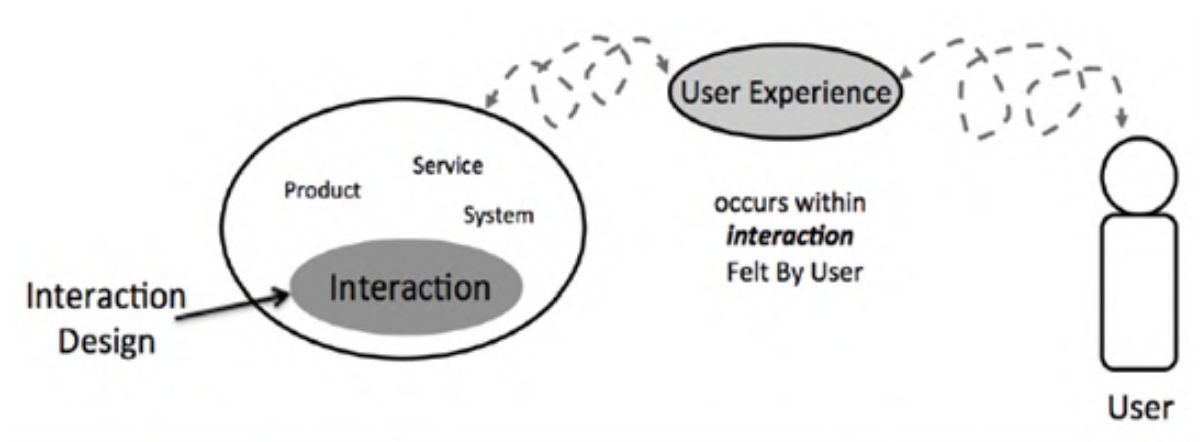 User Experience
Service
Product
System
occurs within
interaction
Felt By User
Interaction
Interaction
Design
User